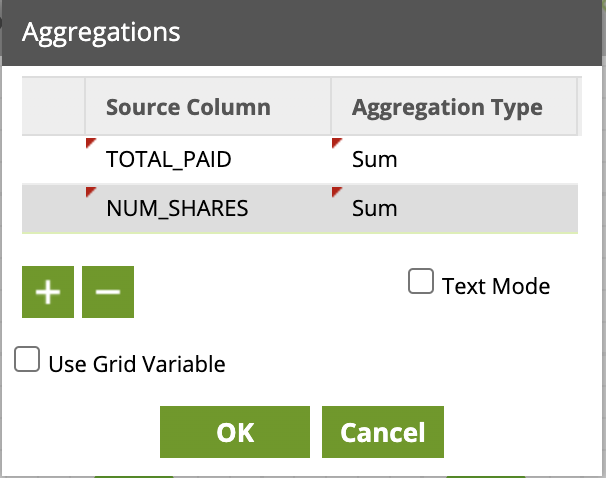 Aggregations
Source Column Aggregation Type
TOTAL_PAID Sum
NUM_SHARES Sum
+ − Text Mode
Use Grid Variable
OK Cancel